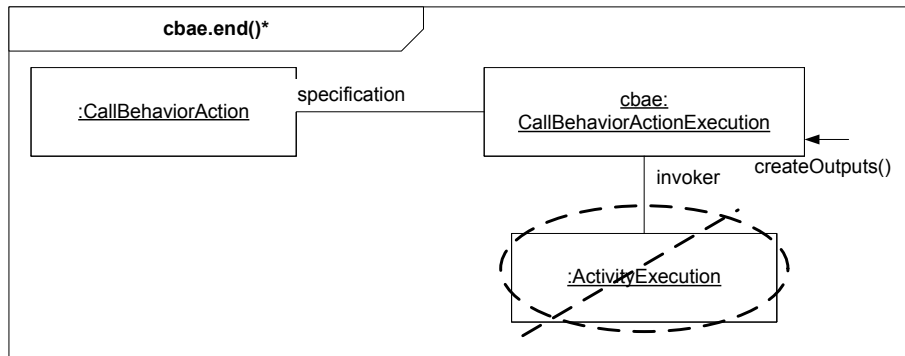 cbae.end()*
:CallBehaviorAction
specification
cbae:
CallBehaviorActionExecution
createOutputs()
invoker
:ActivityExecution